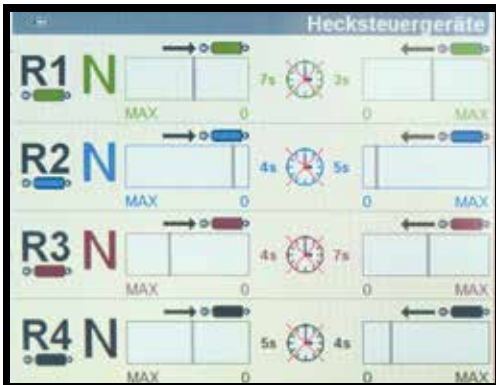 Hecksteuergeräte
R1 N 7s 3s
MAX 0 0 MAX
R2 N 4s 5s
MAX 0 0 MAX
R3 N 4s 7s
MAX 0 0 MAX
R4 N 5s 4s
MAX 0 0 MAX